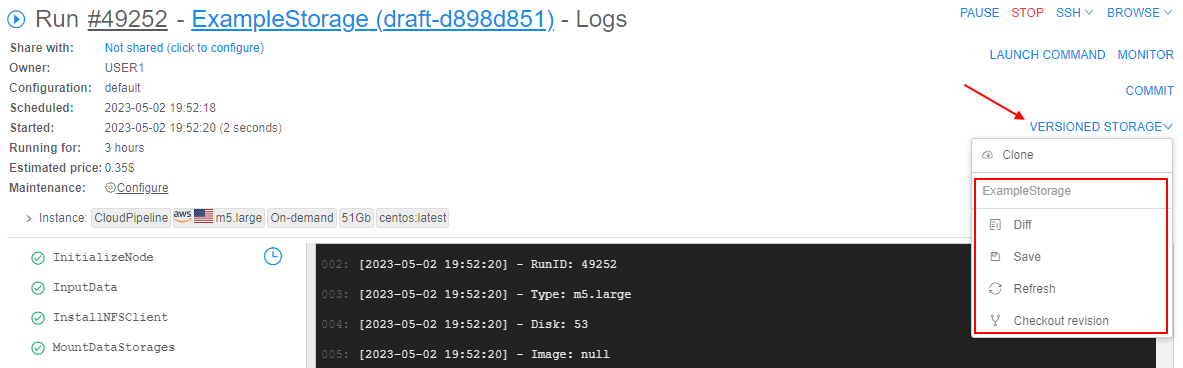 Run #49252 - ExampleStorage (draft-d898d851) - Logs
PAUSE STOP SSH BROWSE
Share with: Not shared (click to configure)
LAUNCH COMMAND MONITOR
Owner: USER1
Configuration: default
COMMIT
Scheduled: 2023-05-02 19:52:18
Started: 2023-05-02 19:52:20 (2 seconds)
VERSIONED STORAGE
Running for: 3 hours
Estimated price: 0.35$
Maintenance: Configure
Instance: CloudPipeline aws m5.large On-demand 51Gb centos:latest
Clone
ExampleStorage
Diff
Save
Refresh
Checkout revision
InitializeNode
InputData
InstallNFSClient
MountDataStorages
002: [2023-05-02 19:52:20] - RunID: 49252
003: [2023-05-02 19:52:20] - Type: m5.large
004: [2023-05-02 19:52:20] - Disk: 53
005: [2023-05-02 19:52:20] - Image: null